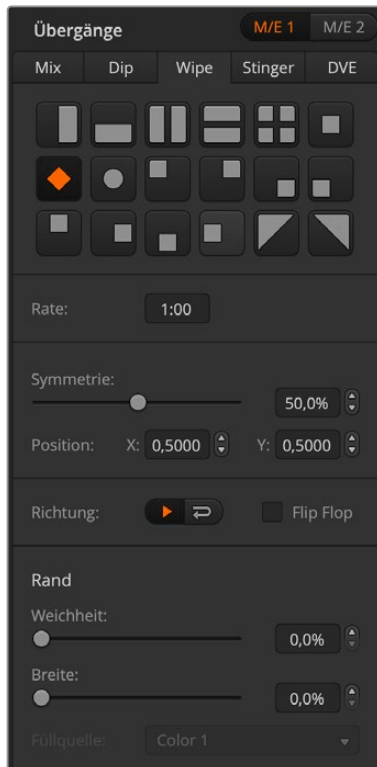 Übergänge M/E 1 M/E 2
Mix Dip Wipe Stinger DVE
Rate: 1:00
Symmetrie:
50,0%
Position: X: 0,5000 Y: 0,5000
Richtung: Flip Flop
Rand
Weichheit:
0,0%
Breite:
0,0%
Füllquelle: Color 1